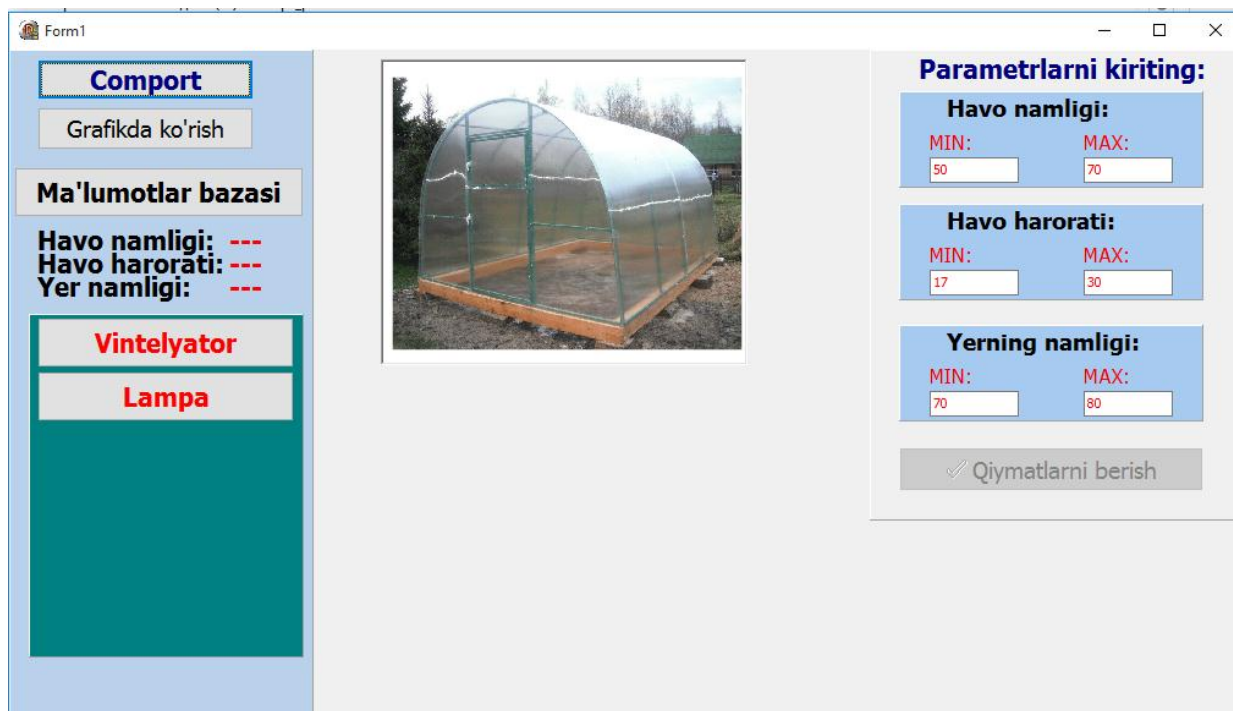 Form1
Comport
Grafikda ko'rish
Ma'lumotlar bazasi
Havo namligi: ---
Havo harorati: ---
Yer namligi: ---
Vintelyator
Lampa
Parametrlarni kiriting:
Havo namligi:
MIN: MAX:
50 70
Havo harorati:
MIN: MAX:
17 30
Yerning namligi:
MIN: MAX:
70 80
Qiymatlarni berish